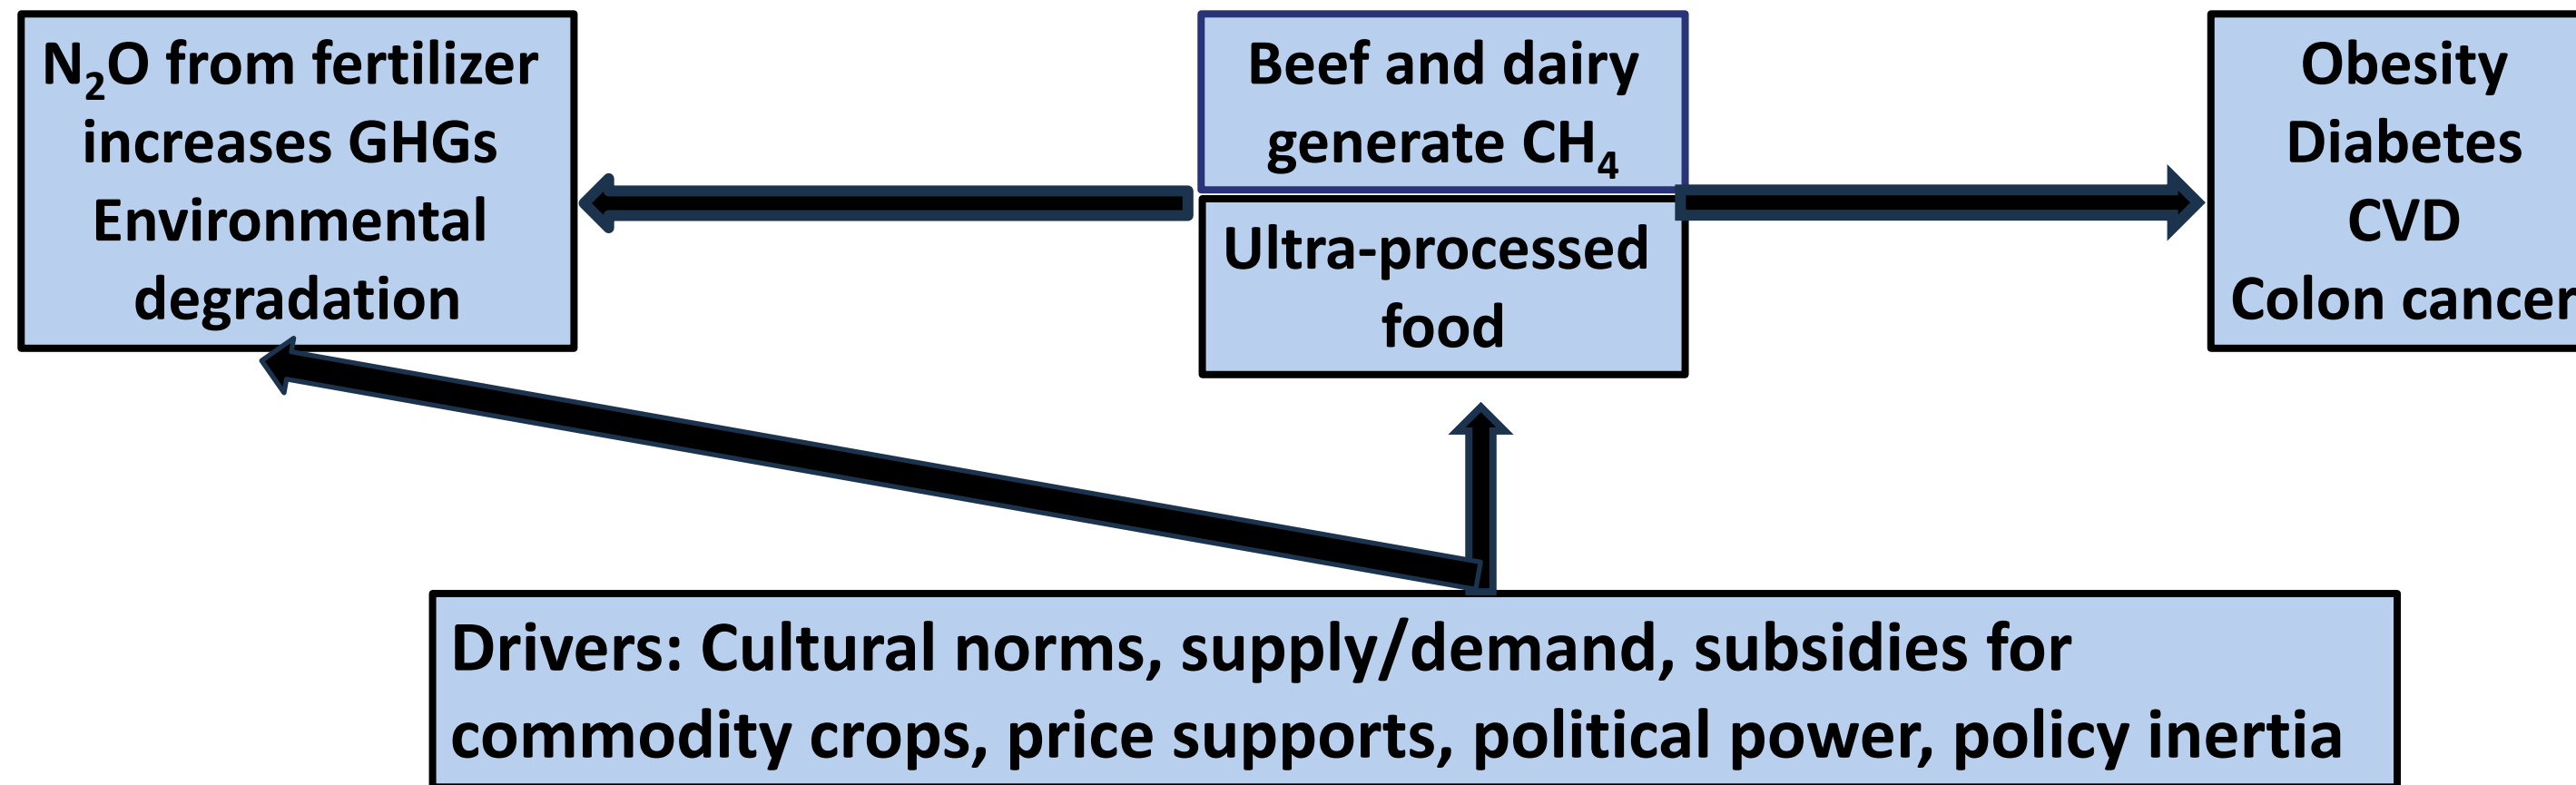 N₂O from fertilizer
increases GHGs
Environmental
degradation
Beef and dairy
generate CH₄
Ultra-processed
food
Obesity
Diabetes
CVD
Colon cancer
Drivers: Cultural norms, supply/demand, subsidies for
commodity crops, price supports, political power, policy inertia